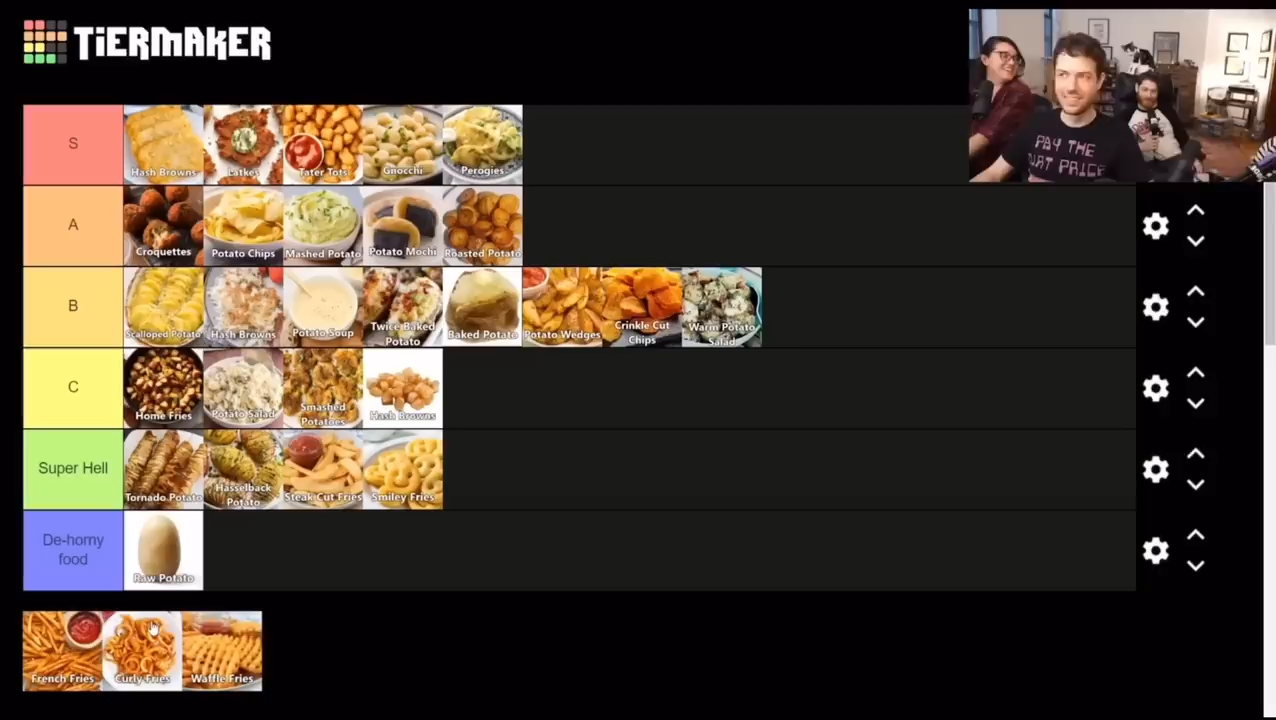 TiERMAKER
PAY THE
RAT PRICE
S
Hash Browns
Latkes
Tater Tots
Gnocchi
Perogies
A
Croquettes
Potato Chips
Mashed Potato
Potato Mochi
Roasted Potato
B
Scalloped Potato
Hash Browns
Potato Soup
Twice Baked
Potato
Baked Potato
Potato Wedges
Crinkle Cut
Chips
Warm Potato
Salad
C
Home Fries
Potato Salad
Smashed
Potatoes
Hash Browns
Super Hell
Tornado Potato
Hasselback
Potato
Steak Cut Fries
Smiley Fries
De-horny
food
Raw Potato
French Fries
Curly Fries
Waffle Fries